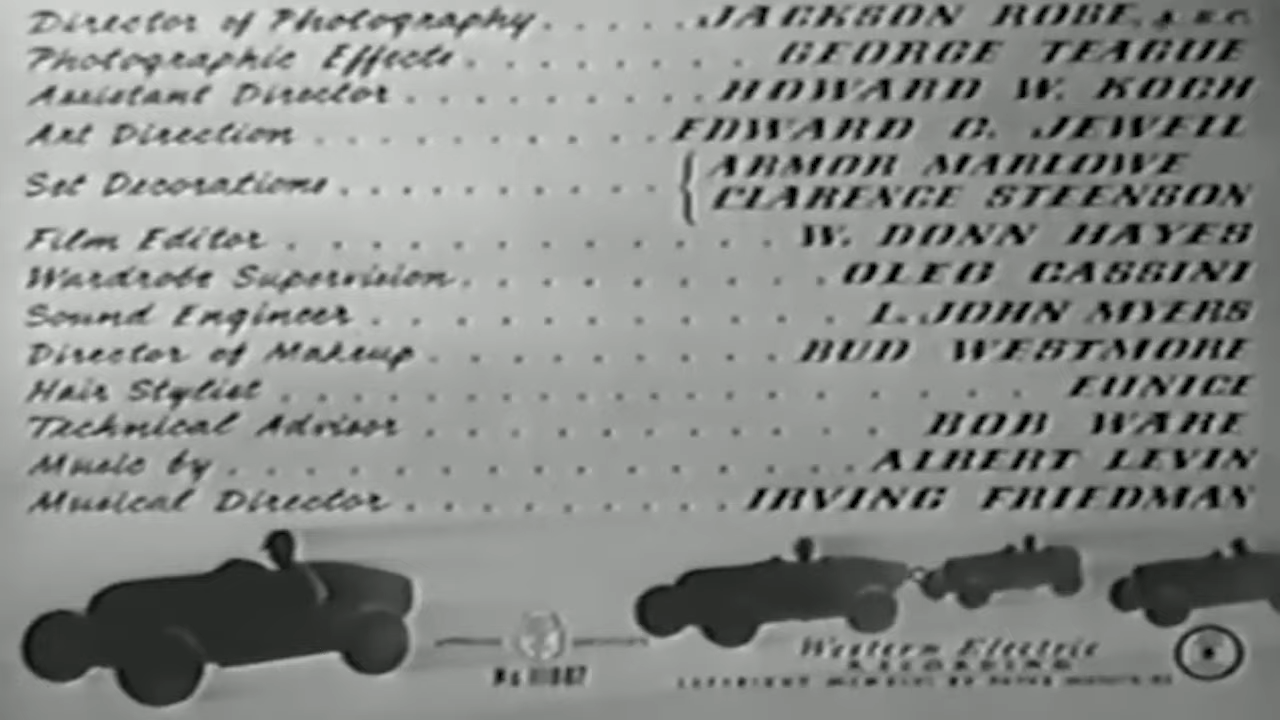 Director of Photography . . . . . JACKSON ROSE, A.S.C.
Photographic Effects . . . . . . . . GEORGE TEAGUE
Assistant Director . . . . . . . . . HOWARD W. KOCH
Art Direction . . . . . . . . . . EDWARD C. JEWELL
Set Decorations . . . . . . . . . . { ARMOR MARLOWE
CLARENCE STEENSON
Film Editor . . . . . . . . . . . . . W. DONN HAYES
Wardrobe Supervision . . . . . . . . . . OLEG CASSINI
Sound Engineer . . . . . . . . . . . . L. JOHN MYERS
Director of Makeup . . . . . . . . . . BUD WESTMORE
Hair Stylist . . . . . . . . . . . . . . . . . . EUNICE
Technical Advisor . . . . . . . . . . . . BOB WARE
Music by . . . . . . . . . . . . . . . ALBERT LEVIN
Musical Director . . . . . . . . . IRVING FRIEDMAN
Western Electric
RECORDING
COPYRIGHT